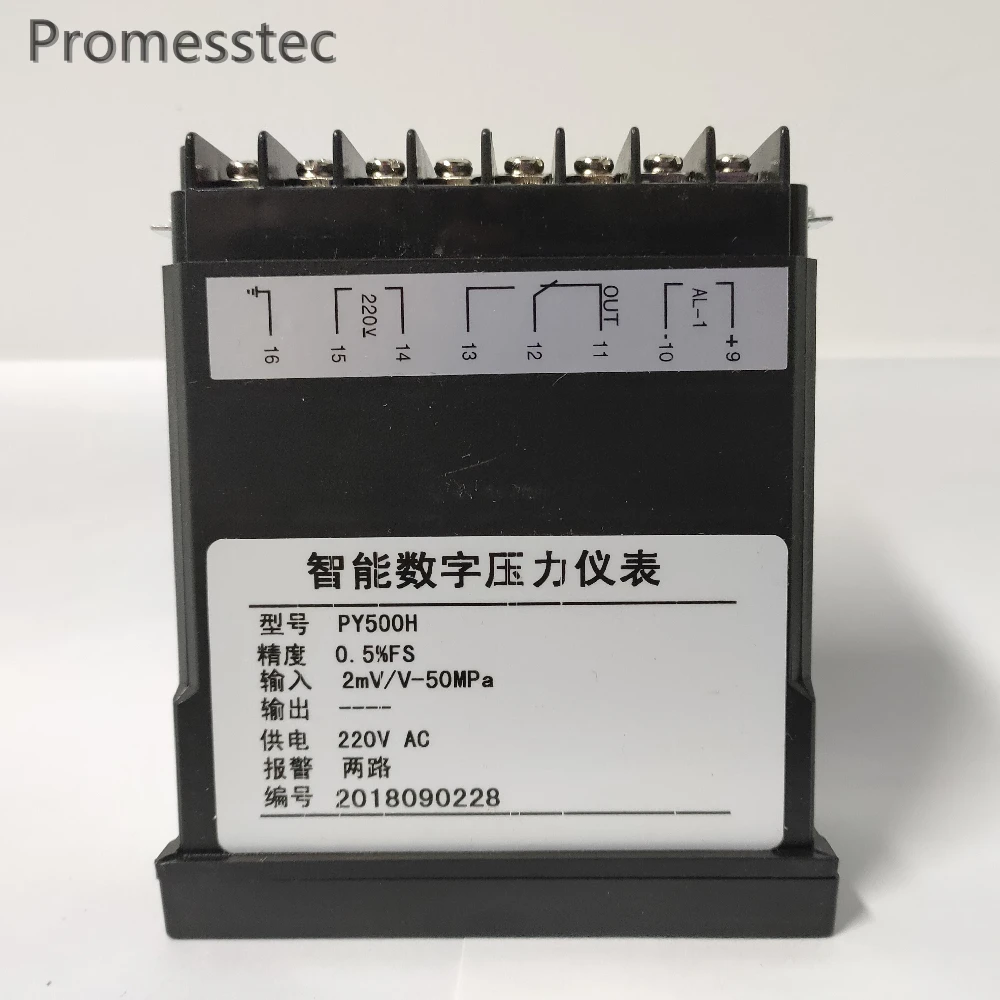 Promesstec
220V
OUT
AL-1
16
15
14
13
12
11
-10
+9
智能数字压力仪表
型号 PY500H
精度 0.5%FS
输入 2mV/V-50MPa
输出 ----
供电 220V AC
报警 两路
编号 2018090228